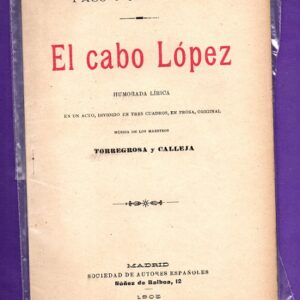 El cabo López
HUMORADA LÍRICA
EN UN ACTO, DIVIDIDO EN TRES CUADROS, EN PROSA, ORIGINAL
MÚSICA DE LOS MAESTROS
TORREGROSA y CALLEJA
MADRID
SOCIEDAD DE AUTORES ESPAÑOLES
Núñez de Balboa, 12
1902